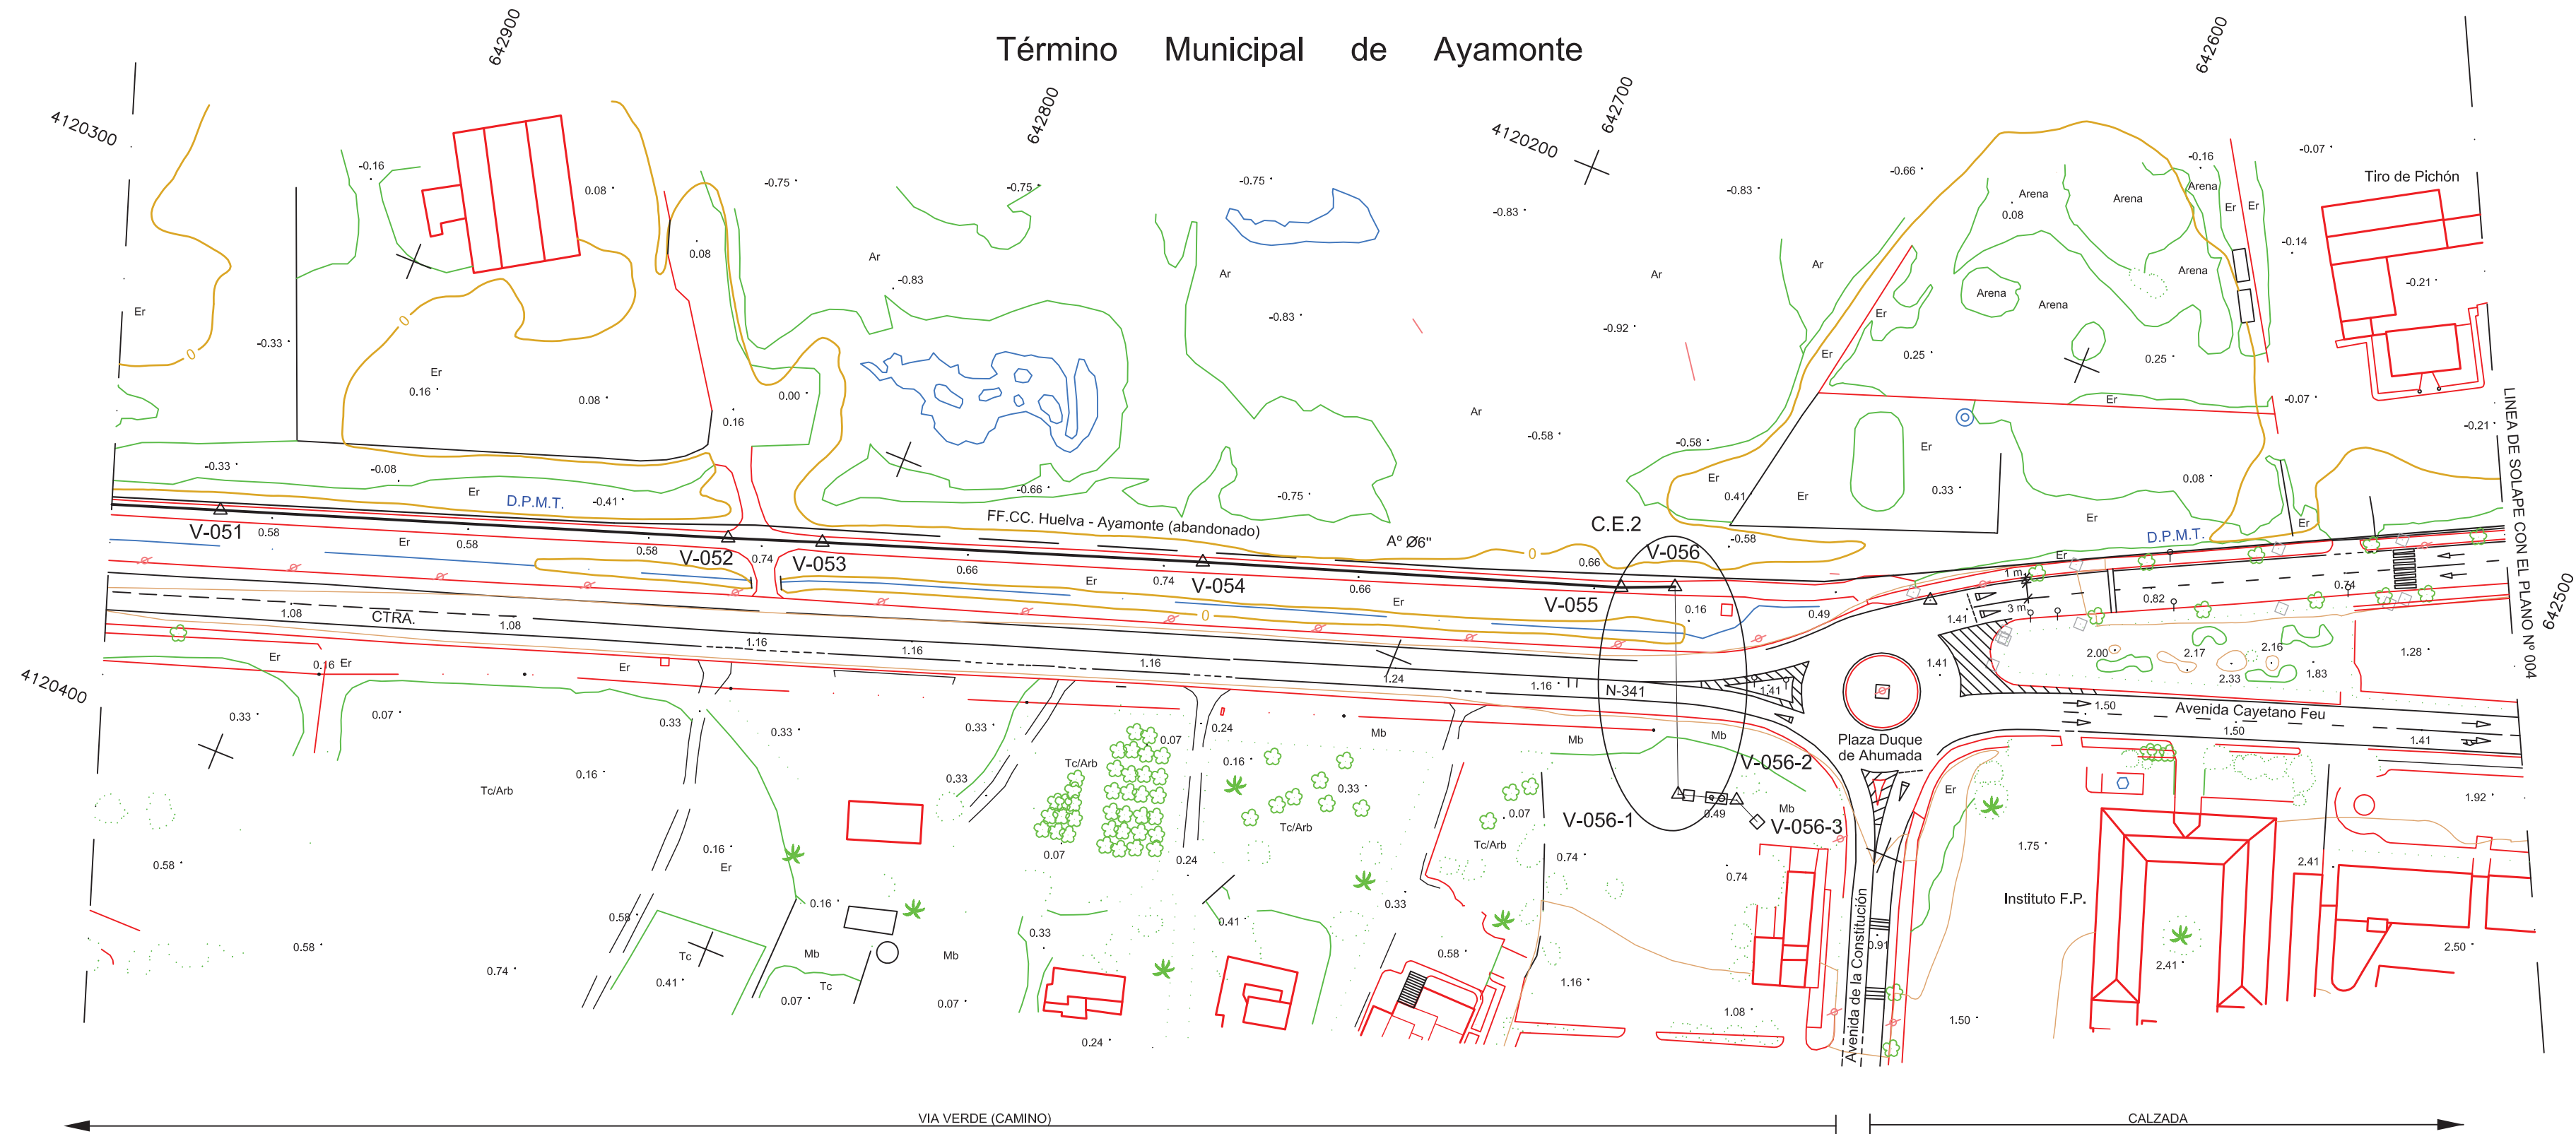 Término Municipal de Ayamonte
642900
642800
642700
642600
4120300
4120200
-0.16
0.08
-0.75
-0.75
-0.75
-0.83
-0.83
-0.66
-0.16
-0.07
Tiro de Pichón
Arena
Arena
Arena
Er
Er
0.08
-0.14
0.08
Ar
-0.83
Ar
Ar
Ar
Arena
-0.21
Er
Arena
Arena
-0.33
0
0
-0.83
-0.92
Er
Er
0.25
0.25
Er
0.16
0.08
0.00
0.16
Ar
-0.58
-0.58
Er
-0.07
-0.21
Er
0.33
LINEA DE SOLAPE CON EL PLANO Nº 004
-0.33
-0.08
Er
D.P.M.T.
-0.41
-0.66
-0.75
Er
0.41
Er
0.08
Er
Er
V-051
0.58
Er
0.58
0.58
V-052
0.74
V-053
FF.CC. Huelva - Ayamonte (abandonado)
0.66
Aº Ø6"
0.74
V-054
Er
0.66
Er
C.E.2
0
0.66
V-055
V-056
-0.58
0.16
0.49
D.P.M.T.
Er
1 m
3 m
0.82
0.74
642500
1.08
CTRA.
1.08
1.16
1.16
1.16
0
1.24
1.16
N-341
1.41
1.41
1.41
2.00
2.17
2.16
2.33
1.83
1.28
4120400
Er
0.16
Er
Er
0.33
0.07
0.33
0.33
0.33
0.07
0.24
Mb
Mb
Mb
Plaza Duque
de Ahumada
1.50
Avenida Cayetano Feu
1.50
1.41
Tc/Arb
0.16
0.33
Tc/Arb
0.16
0.33
V-056-2
V-056-1
0.49
Mb
V-056-3
Er
1.92
0.58
0.16
Er
0.07
0.24
Tc/Arb
0.07
Tc/Arb
0.74
0.74
1.75
2.41
0.58
0.16
0.33
0.41
0.33
Instituto F.P.
0.58
0.74
Tc
0.41
Mb
Tc
0.07
Mb
0.07
0.58
1.16
0.91
2.41
2.50
0.24
1.08
Avenida de la Constitución
1.50
VIA VERDE (CAMINO)
CALZADA